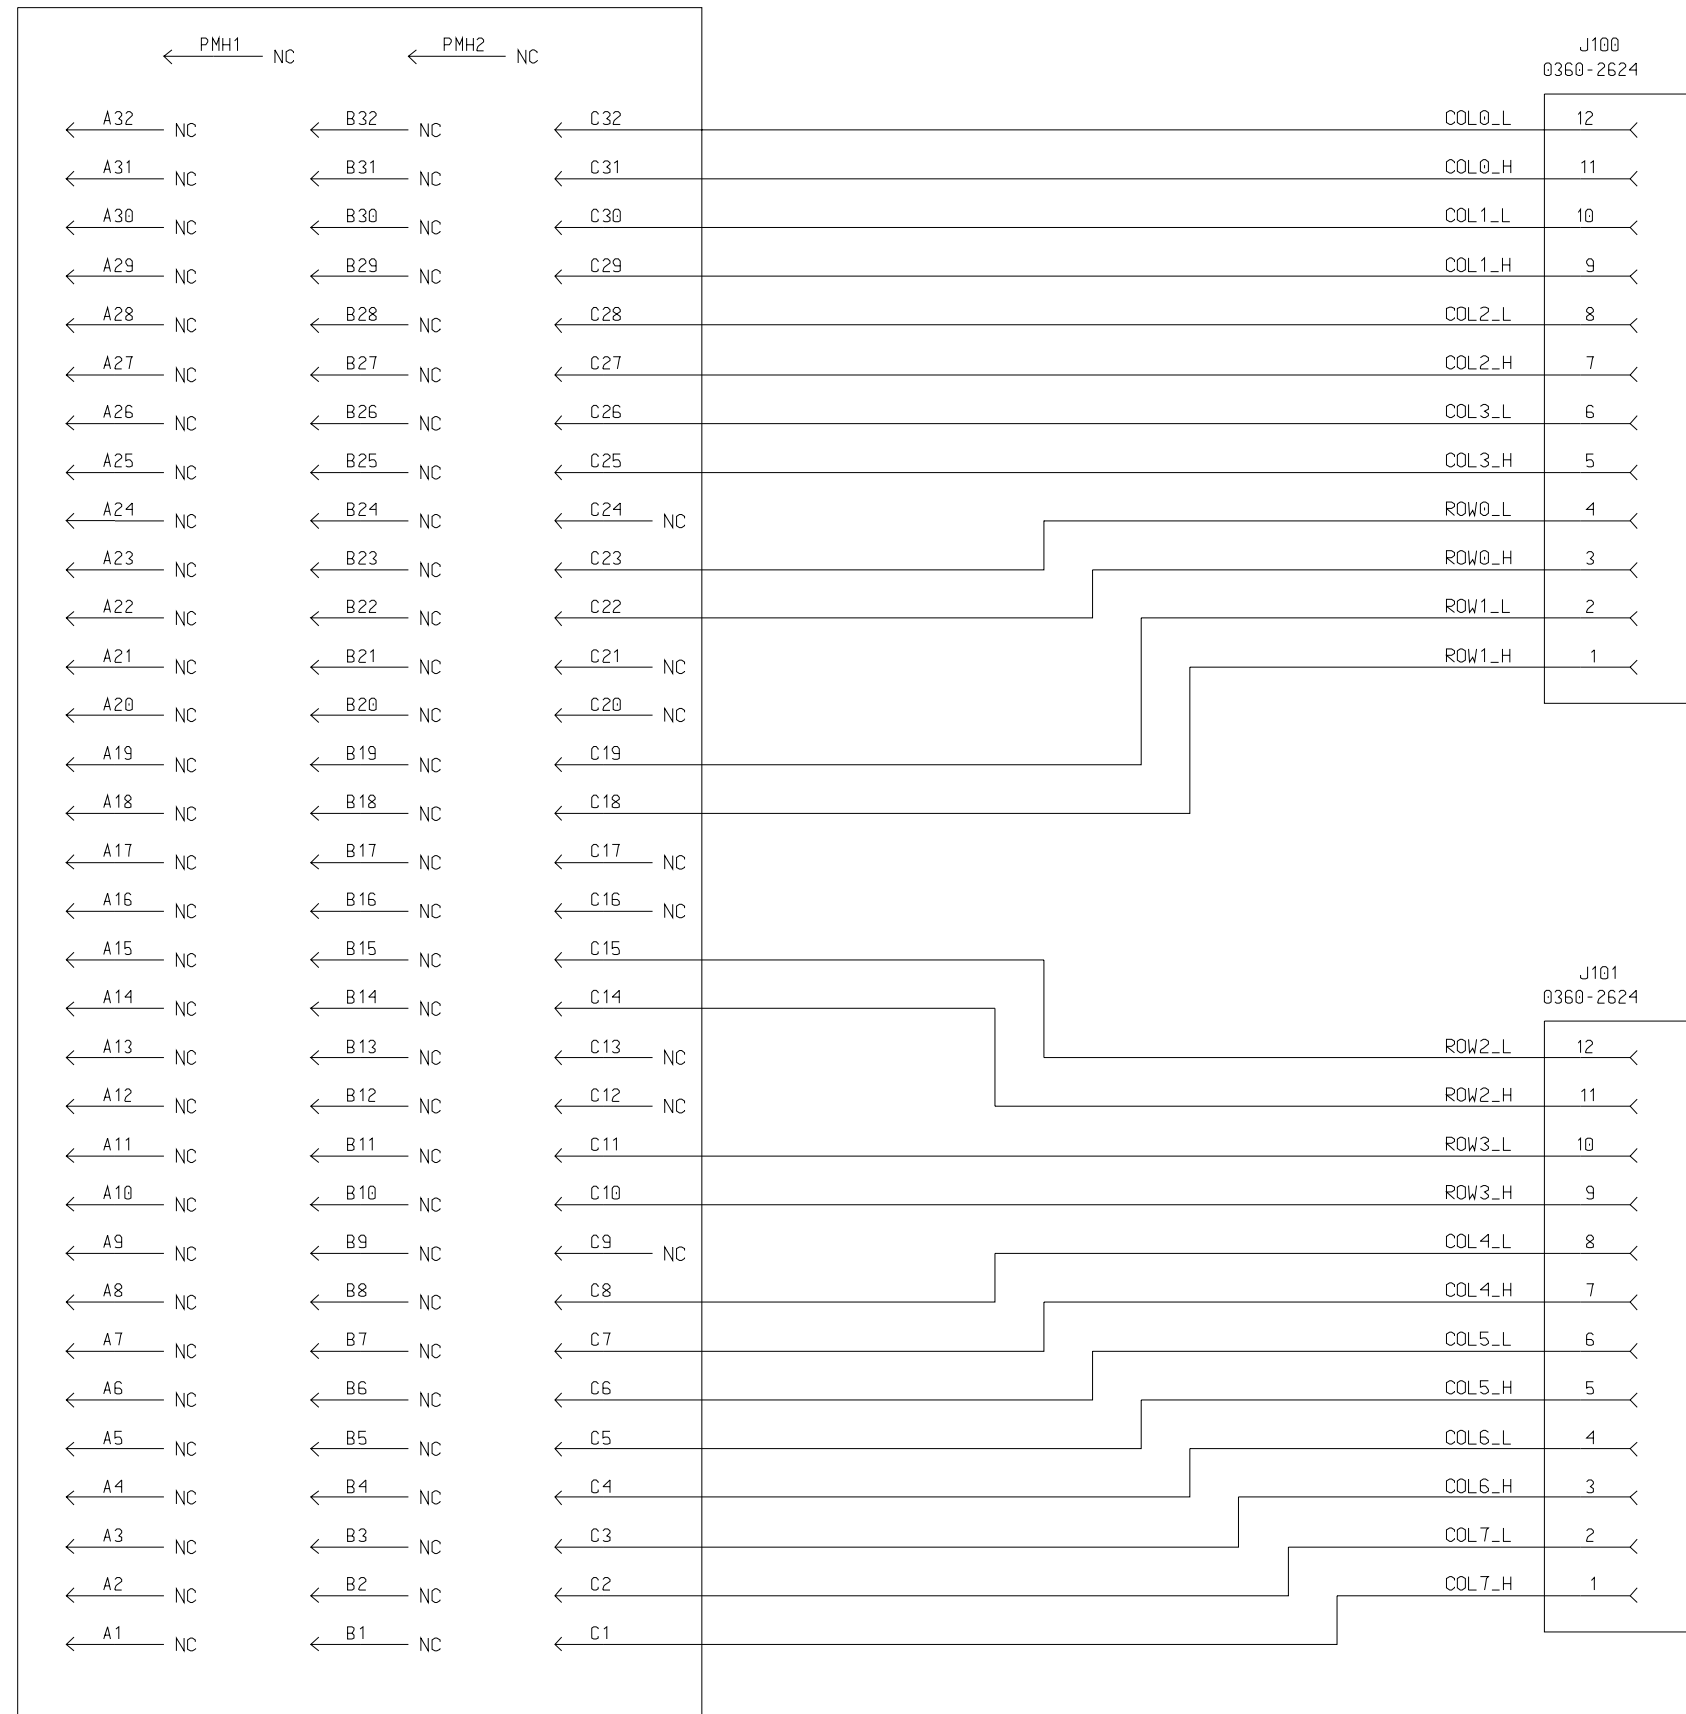 PMH1 NC PMH2 NC J100
0360-2624
A32 NC B32 NC C32 COL0_L 12
A31 NC B31 NC C31 COL0_H 11
A30 NC B30 NC C30 COL1_L 10
A29 NC B29 NC C29 COL1_H 9
A28 NC B28 NC C28 COL2_L 8
A27 NC B27 NC C27 COL2_H 7
A26 NC B26 NC C26 COL3_L 6
A25 NC B25 NC C25 COL3_H 5
A24 NC B24 NC C24 NC ROW0_L 4
A23 NC B23 NC C23 ROW0_H 3
A22 NC B22 NC C22 ROW1_L 2
A21 NC B21 NC C21 NC ROW1_H 1
A20 NC B20 NC C20 NC
A19 NC B19 NC C19
A18 NC B18 NC C18
A17 NC B17 NC C17 NC
A16 NC B16 NC C16 NC
A15 NC B15 NC C15
J101
A14 NC B14 NC C14 0360-2624
A13 NC B13 NC C13 NC ROW2_L 12
A12 NC B12 NC C12 NC ROW2_H 11
A11 NC B11 NC C11 ROW3_L 10
A10 NC B10 NC C10 ROW3_H 9
A9 NC B9 NC C9 NC COL4_L 8
A8 NC B8 NC C8 COL4_H 7
A7 NC B7 NC C7 COL5_L 6
A6 NC B6 NC C6 COL5_H 5
A5 NC B5 NC C5 COL6_L 4
A4 NC B4 NC C4 COL6_H 3
A3 NC B3 NC C3 COL7_L 2
A2 NC B2 NC C2 COL7_H 1
A1 NC B1 NC C1